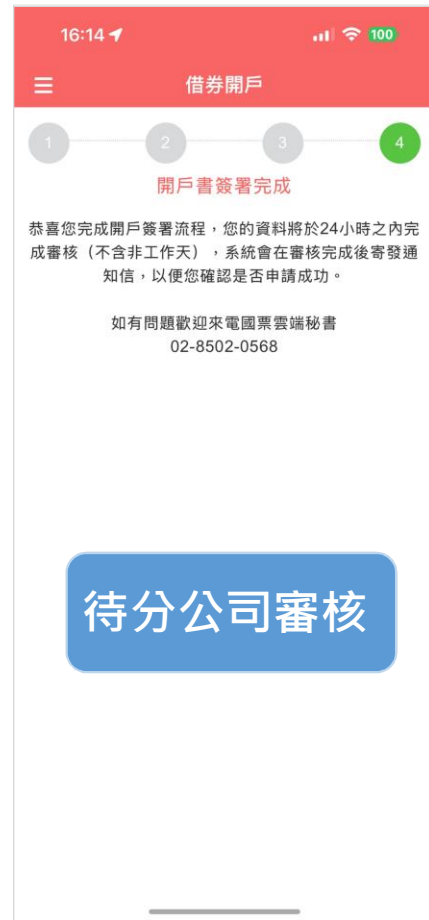 16:14
100
借券開戶
1 2 3 4
開戶書簽署完成
恭喜您完成開戶簽署流程，您的資料將於24小時之內完
成審核（不含非工作天），系統會在審核完成後寄發通
知信，以便您確認是否申請成功。
如有問題歡迎來電國票雲端秘書
02-8502-0568
待分公司審核